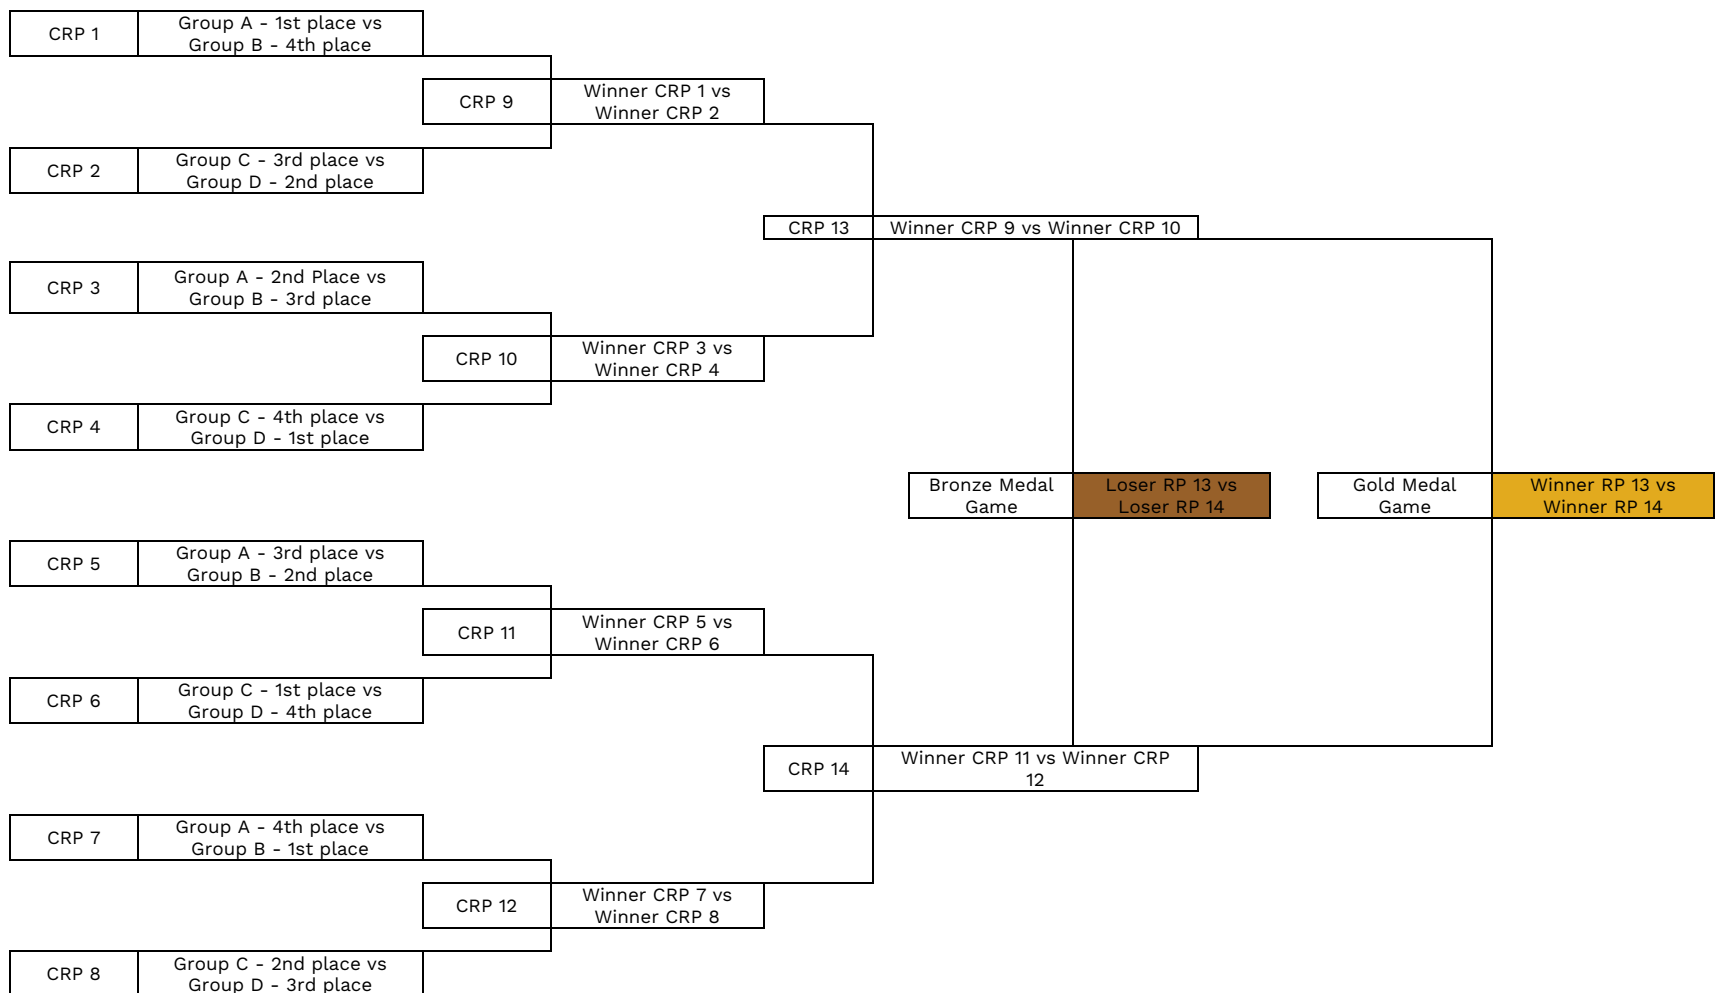 CRP 1
Group A - 1st place vs
Group B - 4th place
CRP 9
Winner CRP 1 vs
Winner CRP 2
CRP 2
Group C - 3rd place vs
Group D - 2nd place
CRP 13
Winner CRP 9 vs Winner CRP 10
CRP 3
Group A - 2nd Place vs
Group B - 3rd place
CRP 10
Winner CRP 3 vs
Winner CRP 4
CRP 4
Group C - 4th place vs
Group D - 1st place
Bronze Medal
Game
Loser RP 13 vs
Loser RP 14
Gold Medal
Game
Winner RP 13 vs
Winner RP 14
CRP 5
Group A - 3rd place vs
Group B - 2nd place
CRP 11
Winner CRP 5 vs
Winner CRP 6
CRP 6
Group C - 1st place vs
Group D - 4th place
CRP 14
Winner CRP 11 vs Winner CRP
12
CRP 7
Group A - 4th place vs
Group B - 1st place
CRP 12
Winner CRP 7 vs
Winner CRP 8
CRP 8
Group C - 2nd place vs
Group D - 3rd place